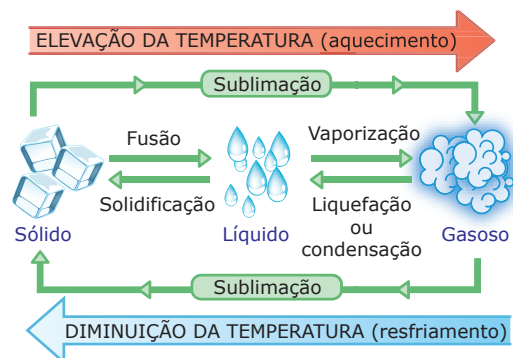 ELEVAÇÃO DA TEMPERATURA (aquecimento)
Sublimação
Fusão
Vaporização
Solidificação
Liquefação
ou
condensação
Sólido
Líquido
Gasoso
Sublimação
DIMINUIÇÃO DA TEMPERATURA (resfriamento)